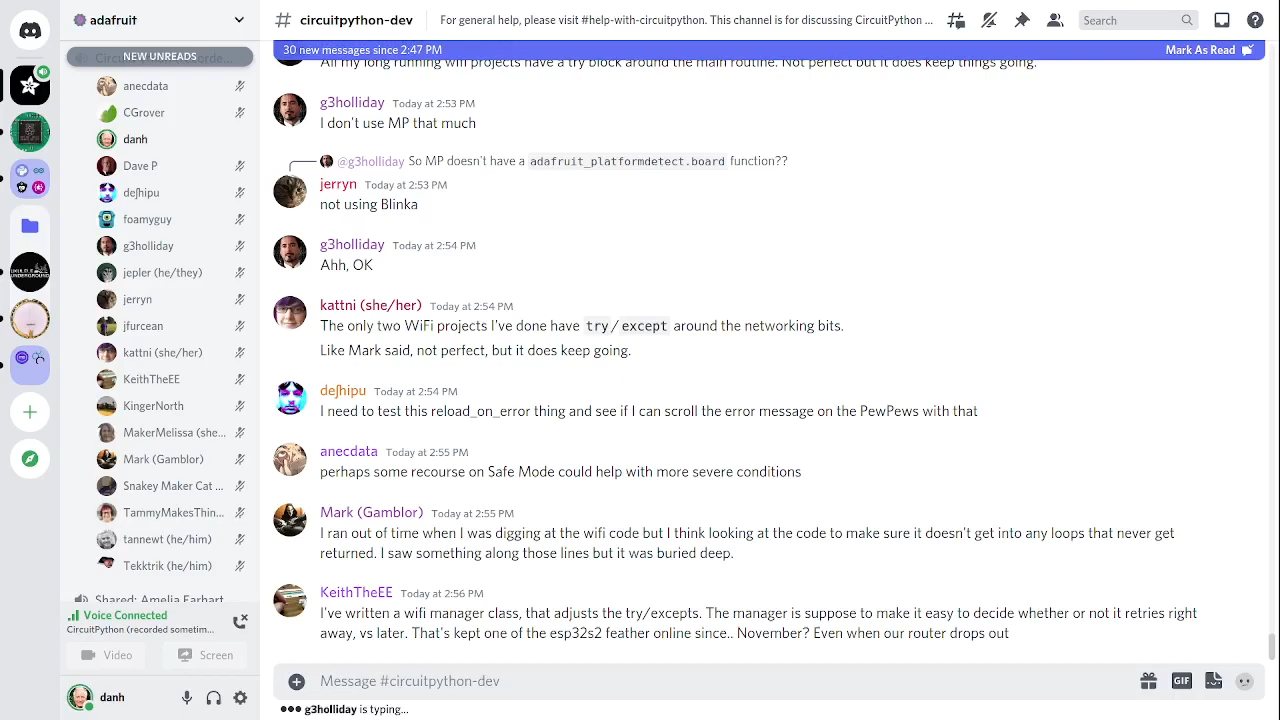 adafruit
NEW UNREADS
anecdata
CGrover
danh
Dave P
deʃhipu
foamyguy
g3holliday
jepler (he/they)
jerryn
jfurcean
kattni (she/her)
KeithTheEE
KingerNorth
MakerMelissa (she...
Mark (Gamblor)
Snakey Maker Cat ...
TammyMakesThin...
tannewt (he/him)
Tekktrik (he/him)
Shared: Amelia Earhart
Voice Connected
CircuitPython (recorded sometim...
Video
Screen
danh
circuitpython-dev
For general help, please visit #help-with-circuitpython. This channel is for discussing CircuitPython ...
Search
30 new messages since 2:47 PM
Mark As Read
All my long running wifi projects have a try block around the main routine. Not perfect but it does keep things going.
g3holliday Today at 2:53 PM
I don't use MP that much
@g3holliday So MP doesn't have a adafruit_platformdetect.board function??
jerryn Today at 2:53 PM
not using Blinka
g3holliday Today at 2:54 PM
Ahh, OK
kattni (she/her) Today at 2:54 PM
The only two WiFi projects I've done have try/except around the networking bits.
Like Mark said, not perfect, but it does keep going.
deʃhipu Today at 2:54 PM
I need to test this reload_on_error thing and see if I can scroll the error message on the PewPews with that
anecdata Today at 2:55 PM
perhaps some recourse on Safe Mode could help with more severe conditions
Mark (Gamblor) Today at 2:55 PM
I ran out of time when I was digging at the wifi code but I think looking at the code to make sure it doesn't get into any loops that never get
returned. I saw something along those lines but it was buried deep.
KeithTheEE Today at 2:56 PM
I've written a wifi manager class, that adjusts the try/excepts. The manager is suppose to make it easy to decide whether or not it retries right
away, vs later. That's kept one of the esp32s2 feather online since.. November? Even when our router drops out
Message #circuitpython-dev
GIF
g3holliday is typing...